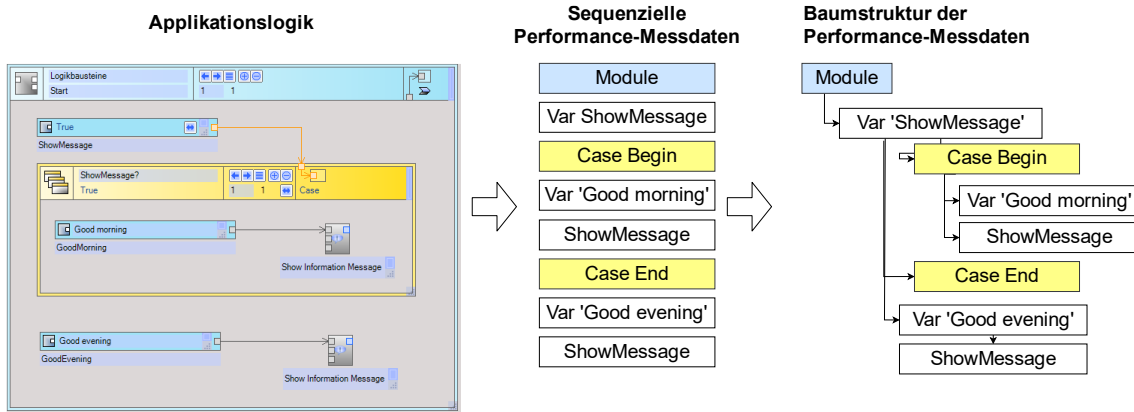 Applikationslogik
Logikbausteine
Start
1 1
True
ShowMessage
ShowMessage?
True
1 1
Case
Good morning
GoodMorning
Show Information Message
Good evening
GoodEvening
Show Information Message
Sequenzielle
Performance-Messdaten
Module
Var ShowMessage
Case Begin
Var 'Good morning'
ShowMessage
Case End
Var 'Good evening'
ShowMessage
Baumstruktur der
Performance-Messdaten
Module
Var 'ShowMessage'
Case Begin
Var 'Good morning'
ShowMessage
Case End
Var 'Good evening'
ShowMessage